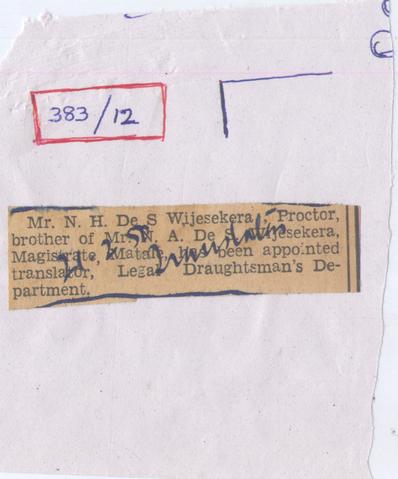 383/12
Mr. N. H. De S Wijesekera, Proctor,
brother of Mr. N. A. De S. Wijesekera,
Magistrate, Matale, has been appointed
translator, Legal Draughtsman's De-
partment.